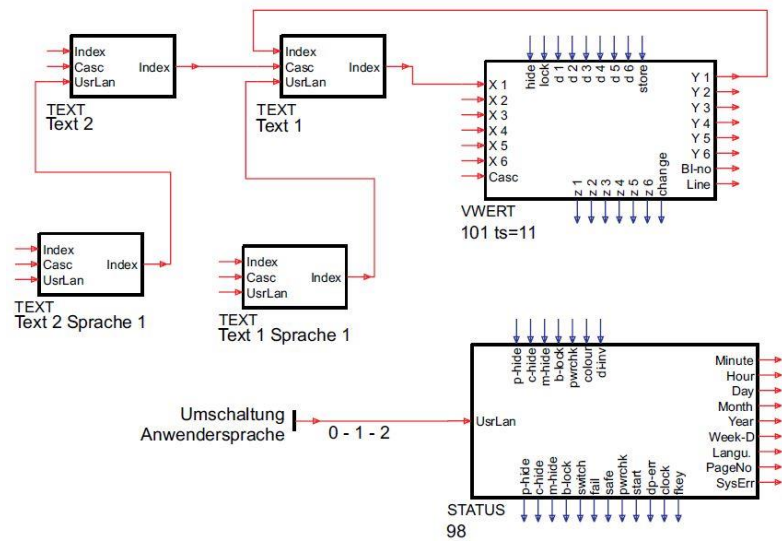 Index
Casc
UsrLan
Index
TEXT
Text 2
Index
Casc
UsrLan
Index
TEXT
Text 1
hide
lock
d 1
d 2
d 3
d 4
d 5
d 6
store
X 1
X 2
X 3
X 4
X 5
X 6
Casc
Y 1
Y 2
Y 3
Y 4
Y 5
Y 6
Bl-no
Line
z 1
z 2
z 3
z 4
z 5
z 6
change
VWERT
101 ts=11
Index
Casc
UsrLan
Index
TEXT
Text 2 Sprache 1
Index
Casc
UsrLan
Index
TEXT
Text 1 Sprache 1
Umschaltung
Anwendersprache
0 - 1 - 2
p-hide
c-hide
m-hide
b-lock
pwrchk
colour
di-inv
UsrLan
Minute
Hour
Day
Month
Year
Week-D
Langu.
PageNo
SysErr
p-hide
c-hide
m-hide
b-lock
switch
fail
safe
pwrchk
start
dp-err
clock
fkey
STATUS
98